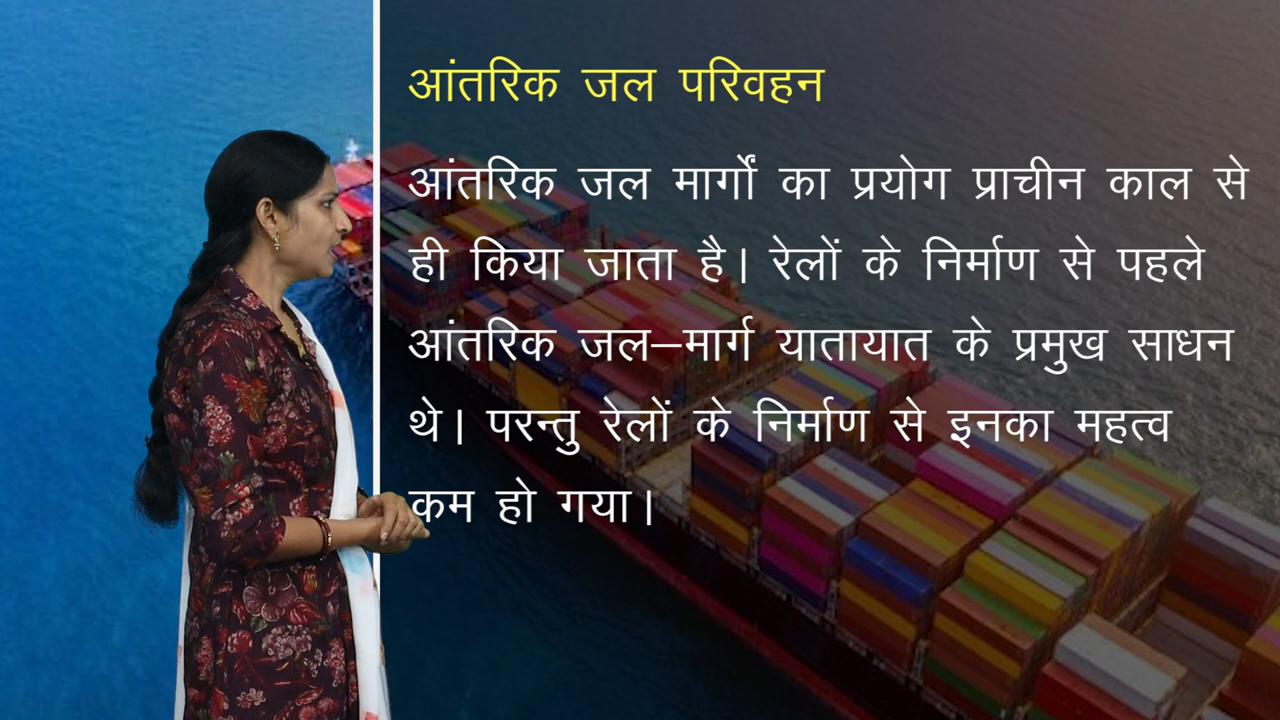 आंतरिक जल परिवहन
आंतरिक जल मार्गों का प्रयोग प्राचीन काल से
ही किया जाता है। रेलों के निर्माण से पहले
आंतरिक जल–मार्ग यातायात के प्रमुख साधन
थे। परन्तु रेलों के निर्माण से इनका महत्व
कम हो गया।